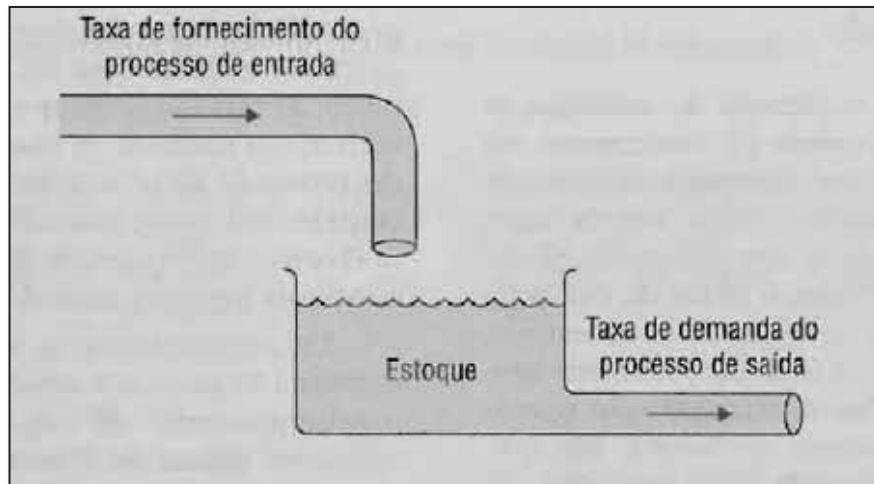 Taxa de fornecimento do
processo de entrada
Estoque
Taxa de demanda do
processo de saída